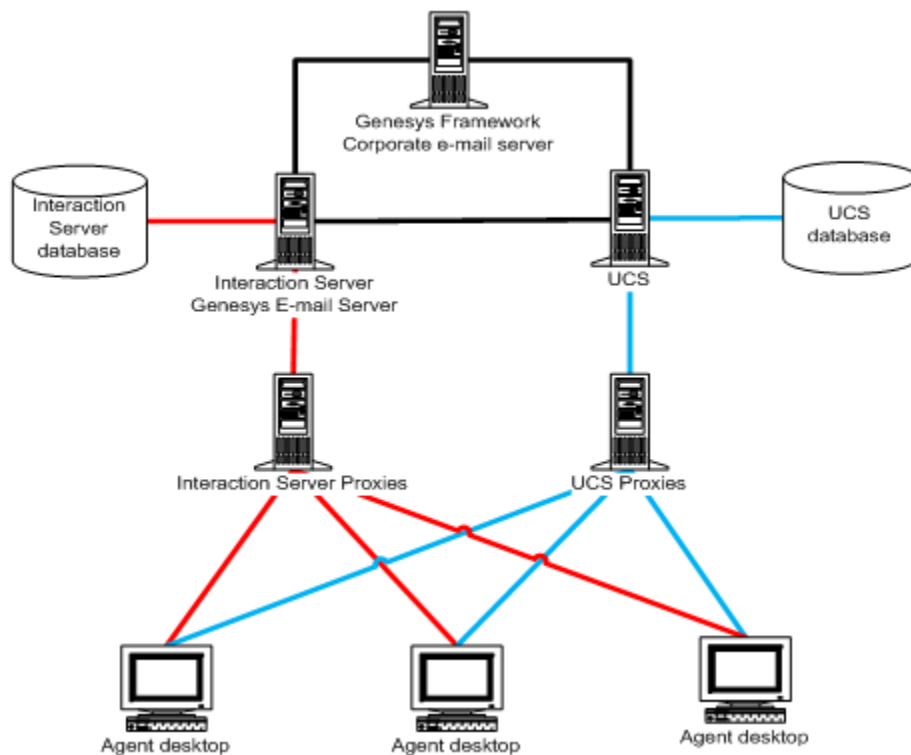 Genesys Framework
Corporate e-mail server
Interaction
Server
database
UCS
database
Interaction Server
Genesys E-mail Server
UCS
Interaction Server Proxies
UCS Proxies
Agent desktop
Agent desktop
Agent desktop